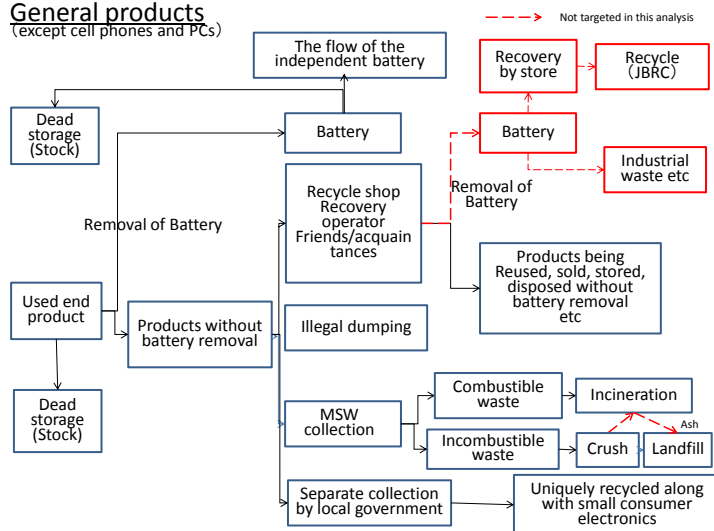 General products
（except cell phones and PCs）
Not targeted in this analysis
The flow of the
independent battery
Recovery
by store
Recycle
（JBRC）
Dead
storage
(Stock)
Battery
Battery
Industrial
waste etc
Removal of
Battery
Recycle shop
Recovery
operator
Friends/acquain
tances
Removal of Battery
Products being
Reused, sold, stored,
disposed without
battery removal
etc
Used end
product
Products without
battery removal
Illegal dumping
Dead
storage
(Stock)
MSW
collection
Combustible
waste
Incineration
Ash
Incombustible
waste
Crush
Landfill
Separate collection
by local government
Uniquely recycled along
with small consumer
electronics